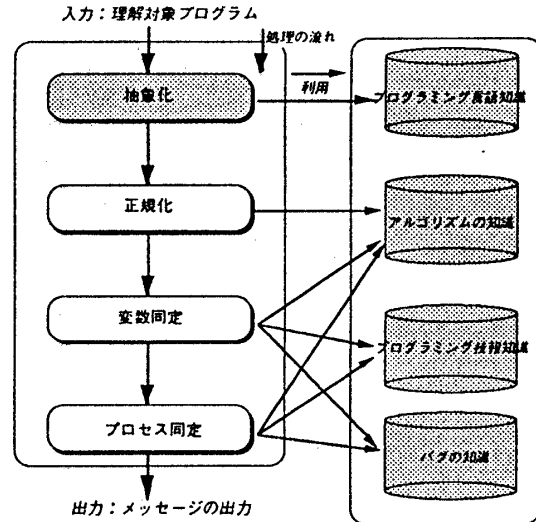 入力：理解対象プログラム
処理の流れ
利用
抽象化
プログラミング言語知識
正規化
アルゴリズムの知識
変数同定
プログラミング技報知識
プロセス同定
バグの知識
出力：メッセージの出力